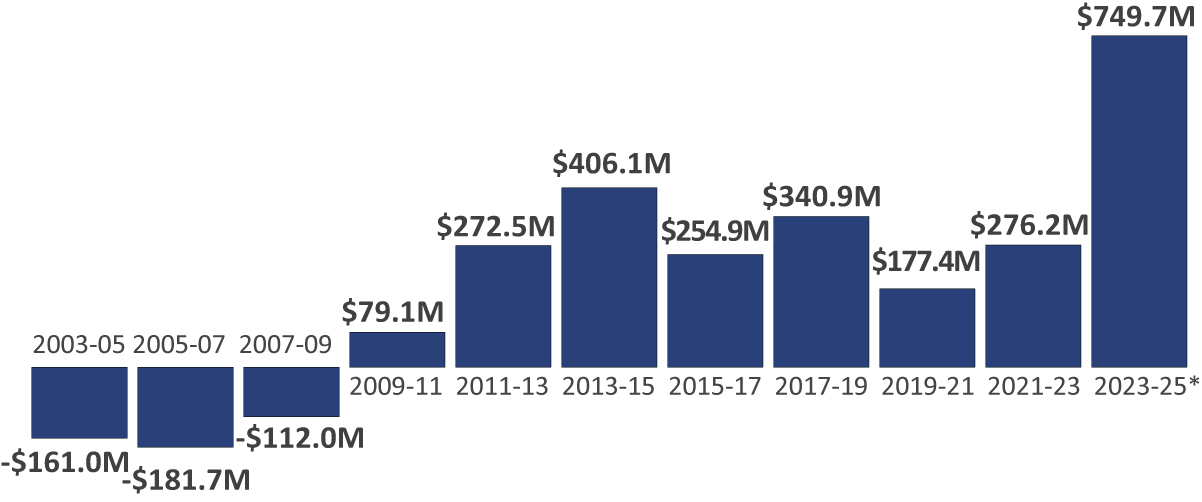 $749.7M
$406.1M
$340.9M
$272.5M
$254.9M
$276.2M
$177.4M
$79.1M
2003-05 2005-07 2007-09
2009-11 2011-13 2013-15 2015-17 2017-19 2019-21 2021-23 2023-25*
-$112.0M
-$161.0M
-$181.7M